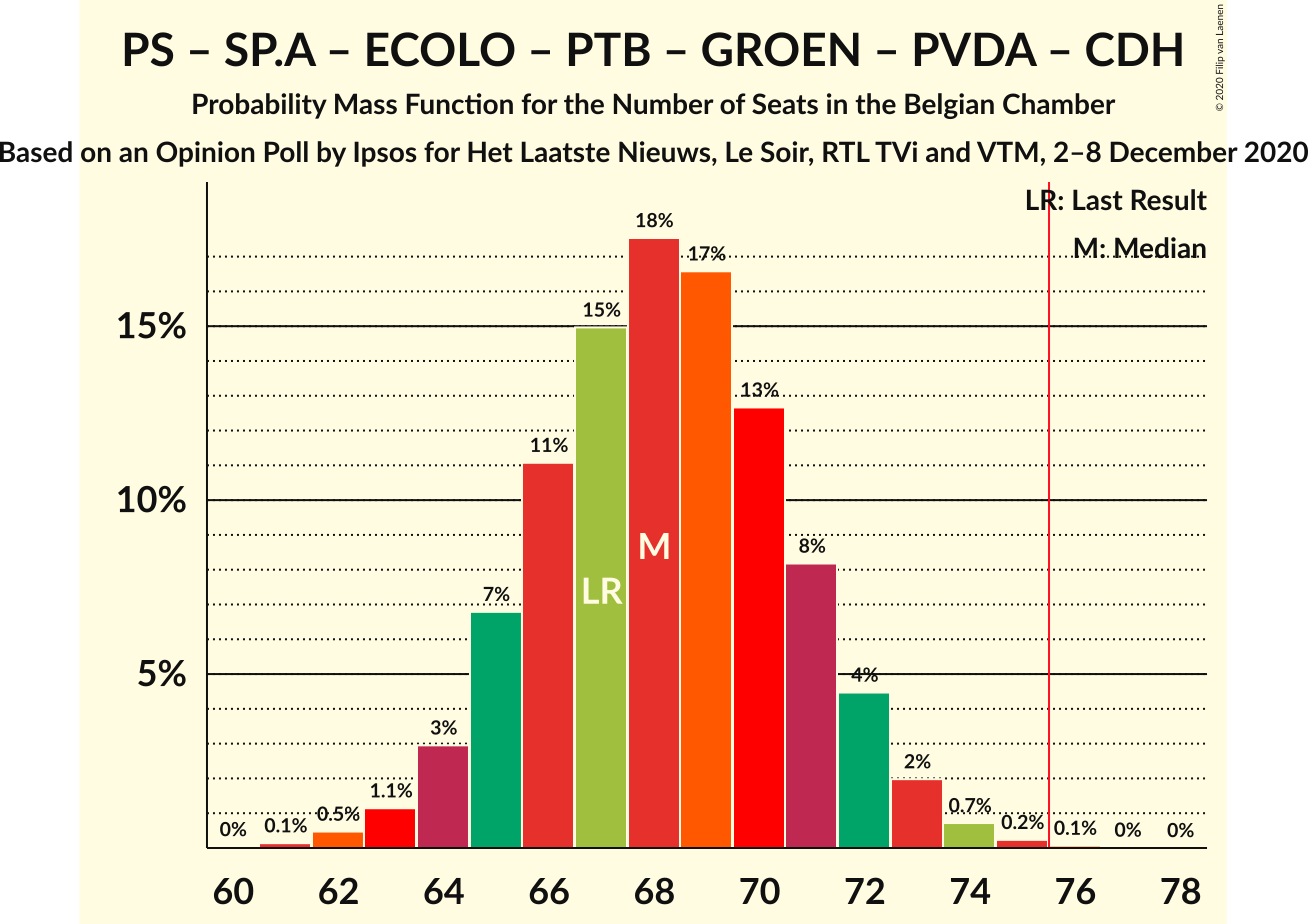 PS – SP.A – ECOLO – PTB – GROEN – PVDA – CDH
© 2020 Filip van Laenen
Probability Mass Function for the Number of Seats in the Belgian Chamber
Based on an Opinion Poll by Ipsos for Het Laatste Nieuws, Le Soir, RTL TVi and VTM, 2–8 December 2020
LR: Last Result
M: Median
15%
10%
5%
0%
0.1%
0.5%
1.1%
3%
7%
11%
15%
18%
17%
13%
8%
4%
2%
0.7%
0.2%
0.1%
0%
0%
LR
M
60 62 64 66 68 70 72 74 76 78